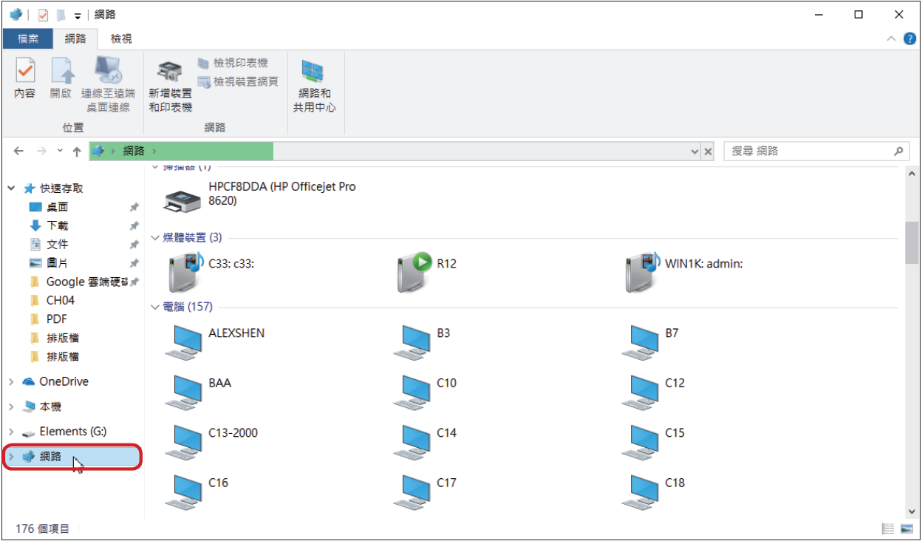 網路
檔案 網路 檢視
內容
開啟
連線至遠端
桌面連線
位置
新增裝置
和印表機
檢視印表機
檢視裝置網頁
網路
網路和
共用中心
網路
搜尋 網路
快速存取
桌面
下載
文件
圖片
Google 雲端硬碟
CH04
PDF
排版檔
排版檔
OneDrive
本機
Elements (G:)
網路
掃描器 (1)
HPCF8DDA (HP Officejet Pro
8620)
媒體裝置 (3)
C33: c33: R12 WIN1K: admin:
電腦 (157)
ALEXSHEN B3 B7
BAA C10 C12
C13-2000 C14 C15
C16 C17 C18
176 個項目